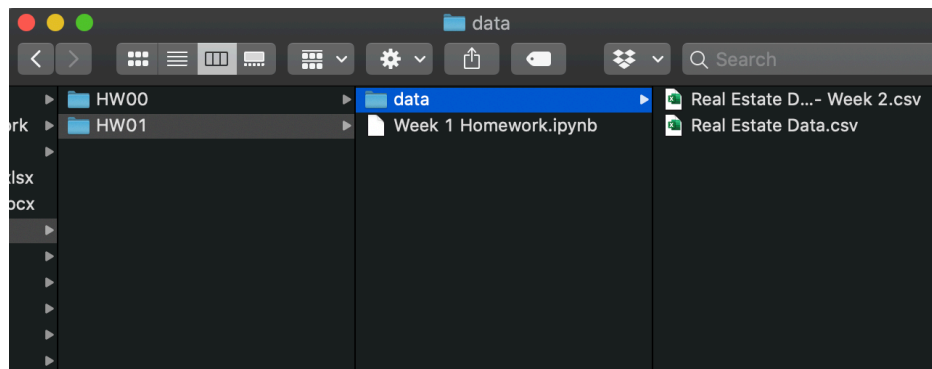 data
Search
HW00
HW01
rk
xlsx
ocx
data
Week 1 Homework.ipynb
Real Estate D...- Week 2.csv
Real Estate Data.csv